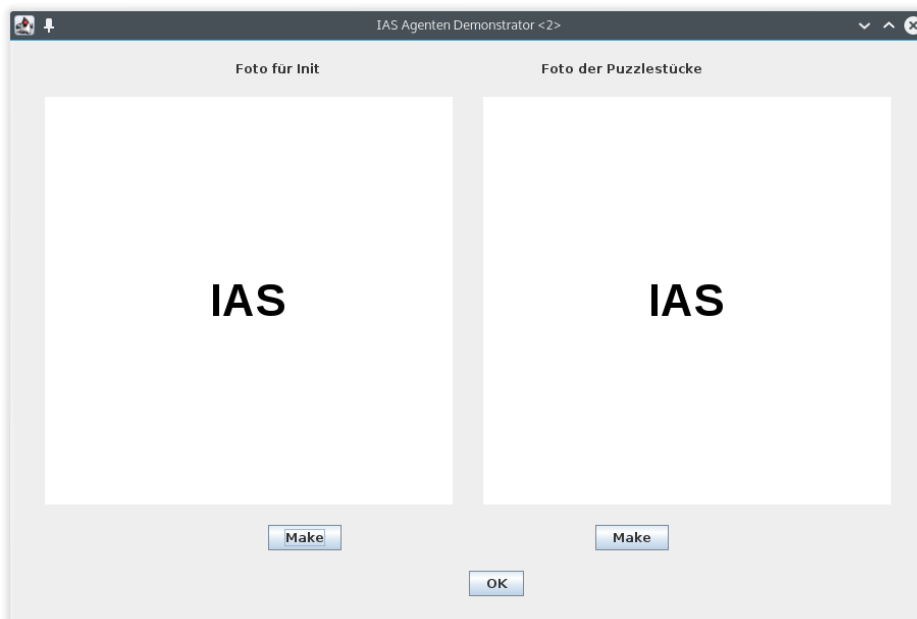 IAS Agenten Demonstrator <2>
Foto für Init
Foto der Puzzlestücke
IAS
IAS
Make
Make
OK